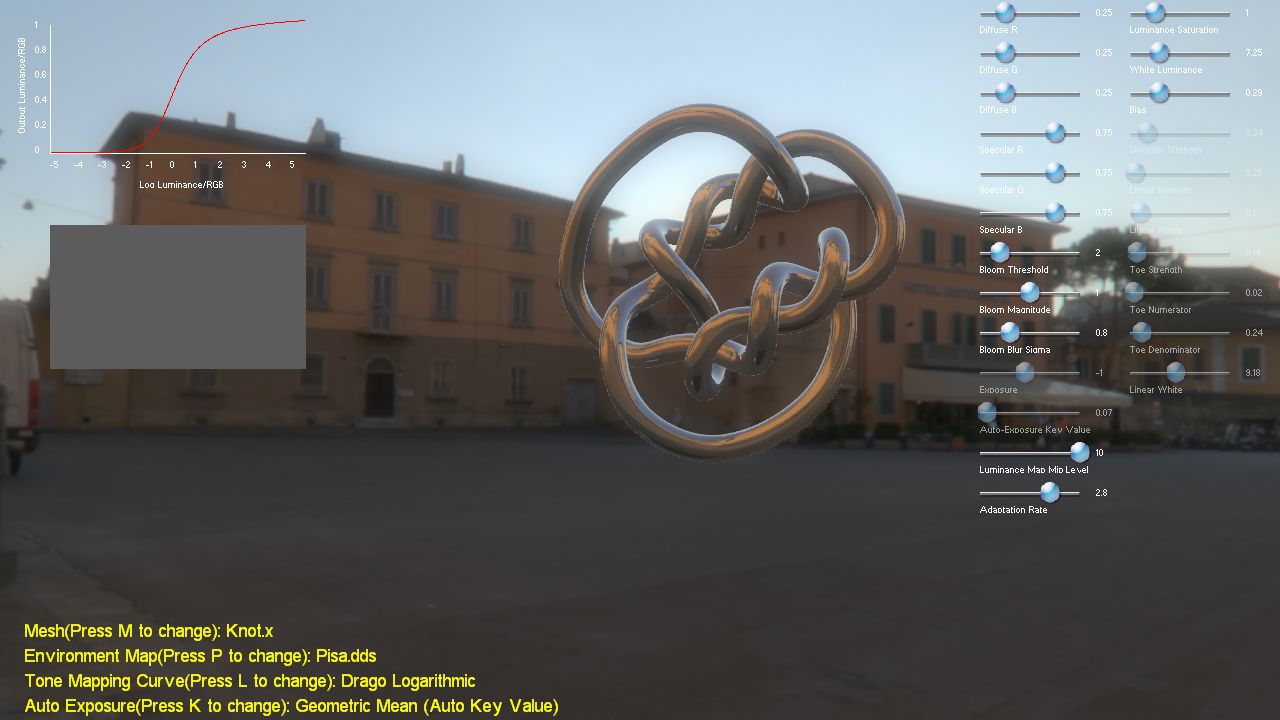 1
0.8
0.6
0.4
0.2
0
Output Luminance/RGB
-5 -4 -3 -2 -1 0 1 2 3 4 5
Log Luminance/RGB
0.25
Diffuse R
0.25
Diffuse G
0.25
Diffuse B
0.75
Specular R
0.75
Specular G
0.75
Specular B
2
Bloom Threshold
1
Bloom Magnitude
0.8
Bloom Blur Sigma
-1
Exposure
0.07
Auto-Exposure Key Value
10
Luminance Map Mip Level
2.8
Adaptation Rate
1
Luminance Saturation
7.25
White Luminance
0.29
Bias
Shoulder Strength
0.25
Linear Strength
0.1
Linear Angle
Toe Strength
0.02
Toe Numerator
0.24
Toe Denominator
9.18
Linear White
Mesh(Press M to change): Knot.x
Environment Map(Press P to change): Pisa.dds
Tone Mapping Curve(Press L to change): Drago Logarithmic
Auto Exposure(Press K to change): Geometric Mean (Auto Key Value)